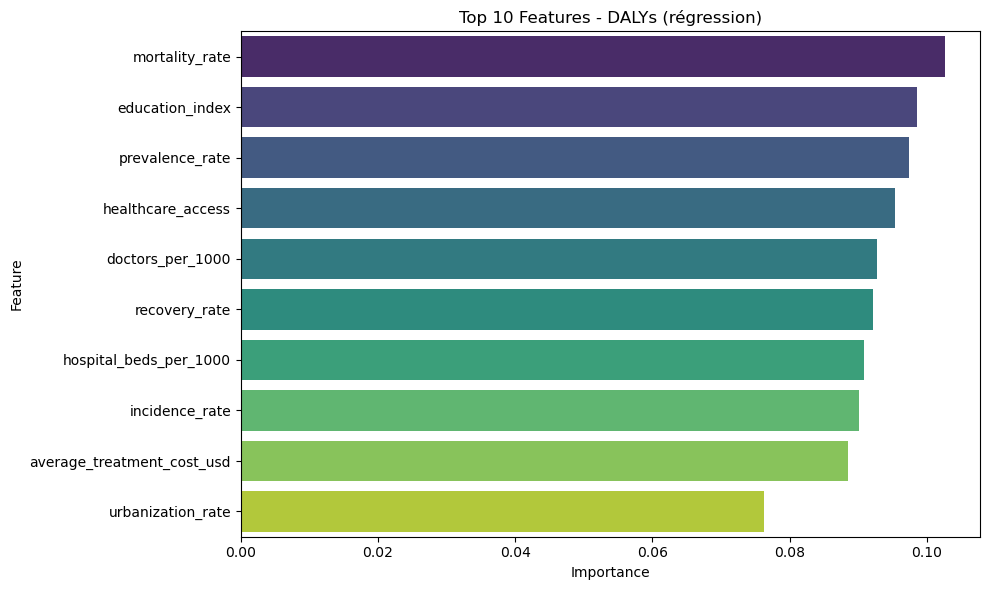 Top 10 Features - DALYs (régression)
Feature
mortality_rate
education_index
prevalence_rate
healthcare_access
doctors_per_1000
recovery_rate
hospital_beds_per_1000
incidence_rate
average_treatment_cost_usd
urbanization_rate
0.00 0.02 0.04 0.06 0.08 0.10
Importance